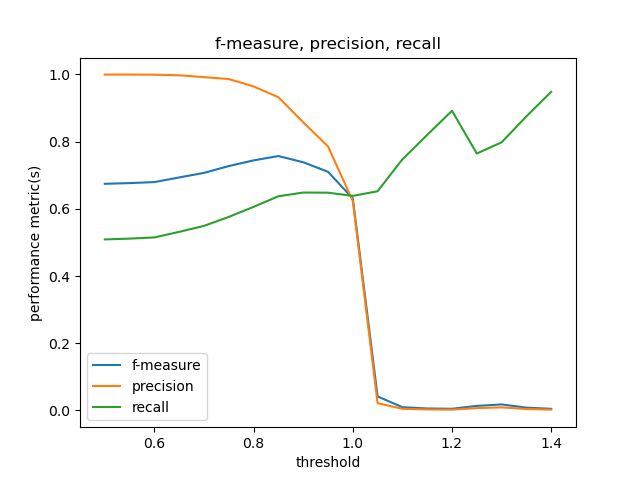 f-measure, precision, recall
performance metric(s)
1.0
0.8
0.6
0.4
0.2
0.0
f-measure
precision
recall
0.6 0.8 1.0 1.2 1.4
threshold